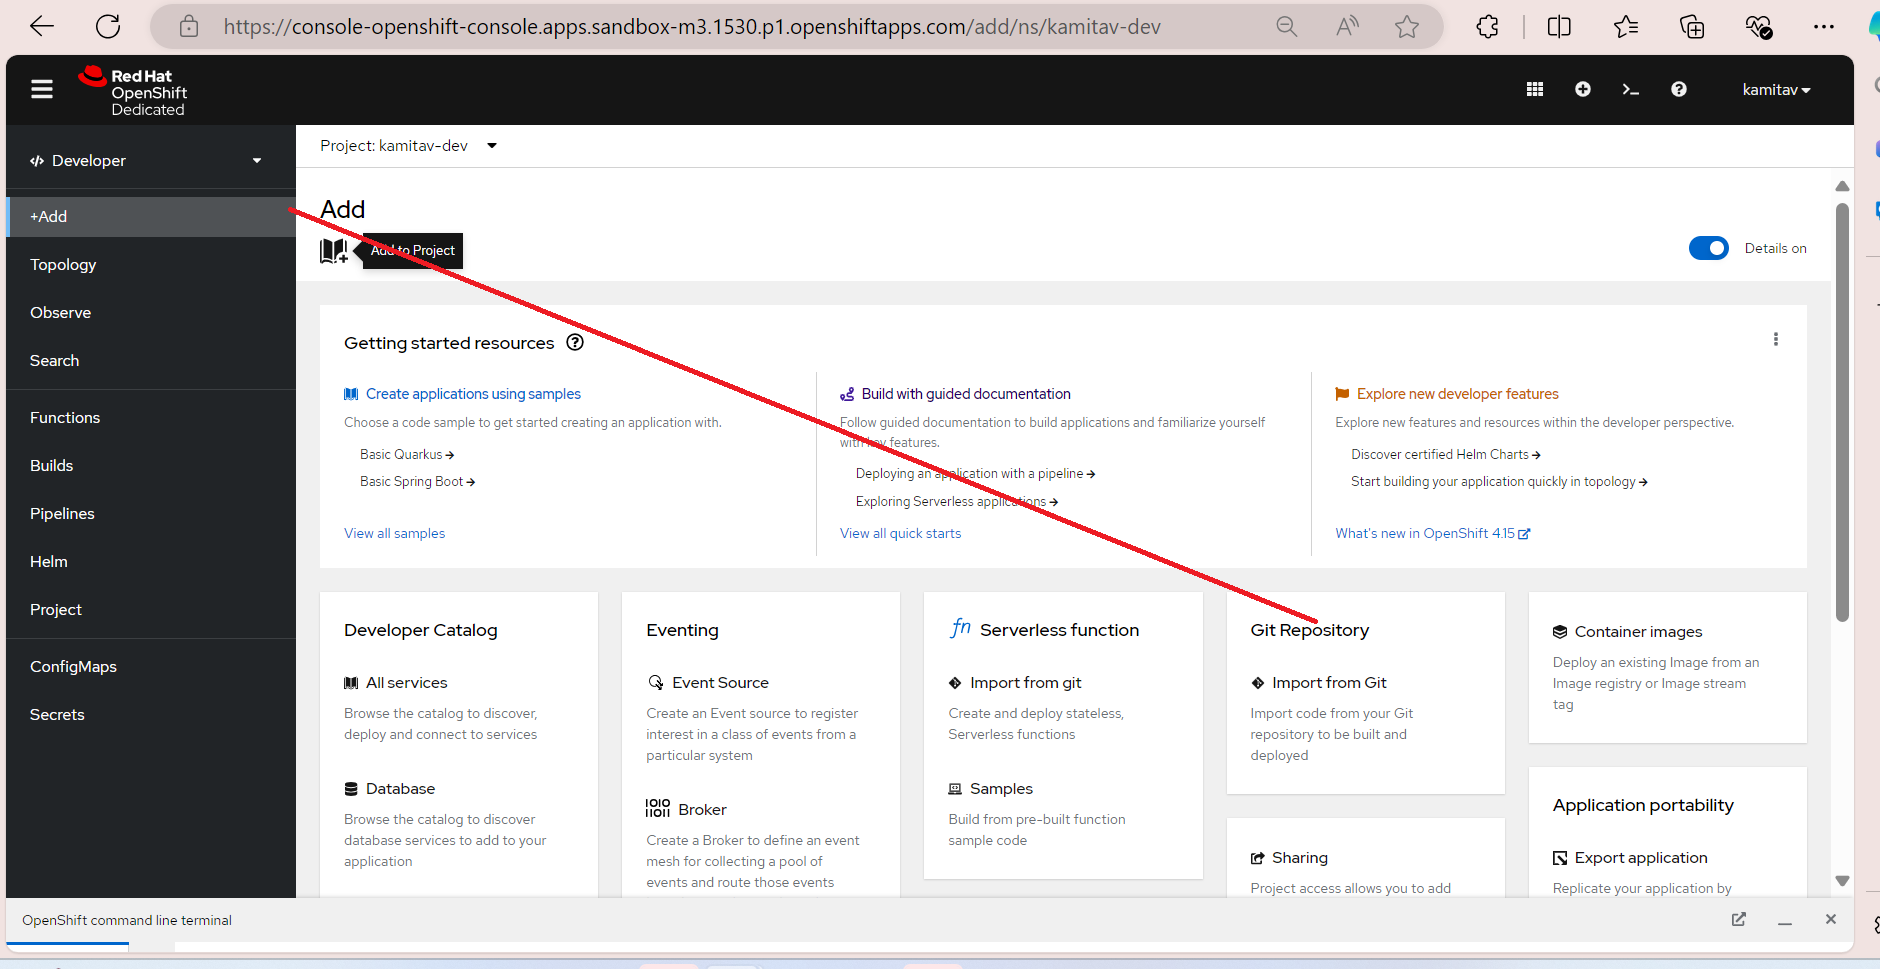 https://console-openshift-console.apps.sandbox-m3.1530.p1.openshiftapps.com/add/ns/kamitav-dev
Red Hat
OpenShift
Dedicated
kamitav
Developer
+Add
Topology
Observe
Search
Functions
Builds
Pipelines
Helm
Project
ConfigMaps
Secrets
Project: kamitav-dev
Add
Add to Project
Details on
Getting started resources
Create applications using samples
Choose a code sample to get started creating an application with.
Basic Quarkus
Basic Spring Boot
View all samples
Build with guided documentation
Follow guided documentation to build applications and familiarize yourself
with key features.
Deploying an application with a pipeline
Exploring Serverless applications
View all quick starts
Explore new developer features
Explore new features and resources within the developer perspective.
Discover certified Helm Charts
Start building your application quickly in topology
What's new in OpenShift 4.15
Developer Catalog
All services
Browse the catalog to discover,
deploy and connect to services
Database
Browse the catalog to discover
database services to add to your
application
Eventing
Event Source
Create an Event source to register
interest in a class of events from a
particular system
Broker
Create a Broker to define an event
mesh for collecting a pool of
events and route those events
fn Serverless function
Import from git
Create and deploy stateless,
Serverless functions
Samples
Build from pre-built function
sample code
Git Repository
Import from Git
Import code from your Git
repository to be built and
deployed
Sharing
Project access allows you to add
Container images
Deploy an existing Image from an
Image registry or Image stream
tag
Application portability
Export application
Replicate your application by
OpenShift command line terminal